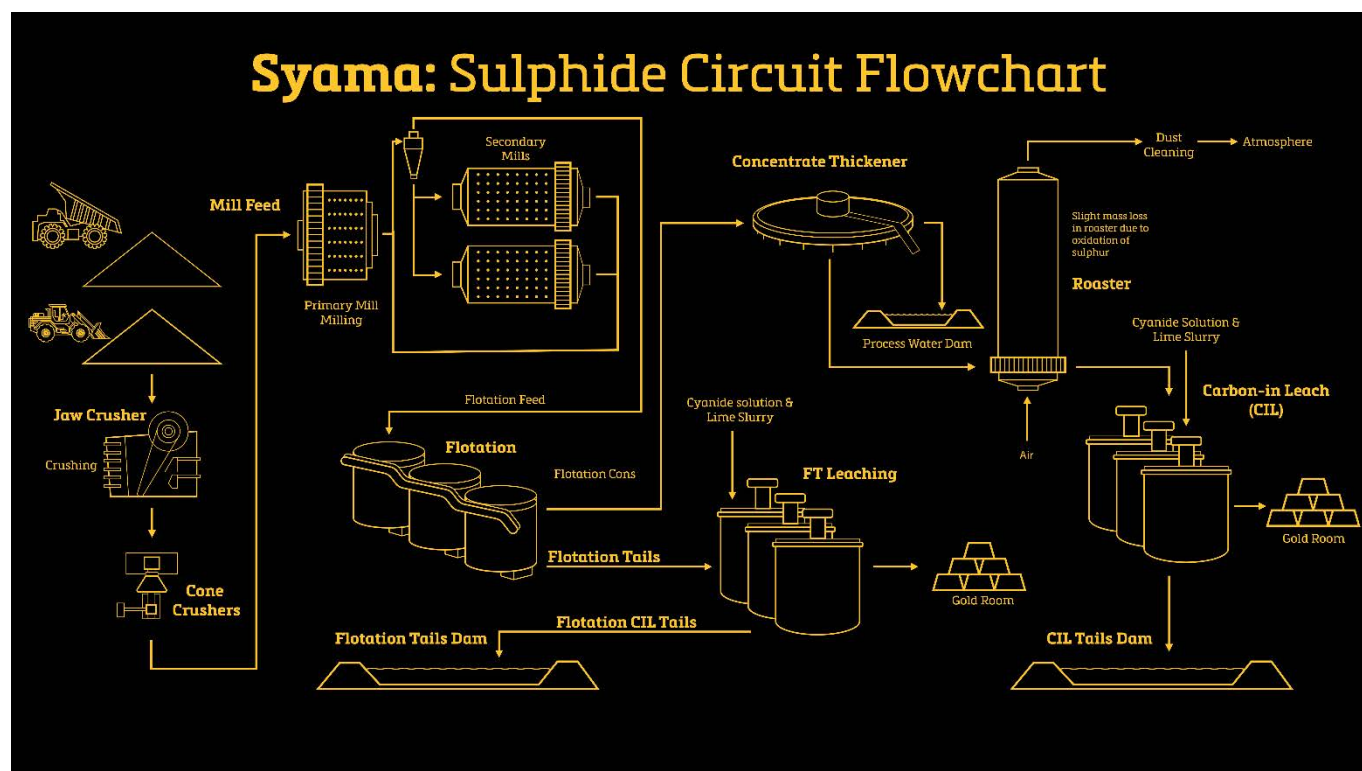 Syama: Sulphide Circuit Flowchart
Secondary
Mills
Mill Feed
Primary Mill
Milling
Concentrate Thickener
Process Water Dam
Dust
Cleaning
Atmosphere
Slight mass loss
in roaster due to
oxidation of
sulphur
Roaster
Air
Cyanide Solution &
Lime Slurry
Carbon-in Leach
(CIL)
Gold Room
CIL Tails Dam
Jaw Crusher
Crushing
Cone
Crushers
Flotation Feed
Flotation
Flotation Cons
Cyanide solution &
Lime Slurry
FT Leaching
Flotation Tails
Gold Room
Flotation CIL Tails
Flotation Tails Dam